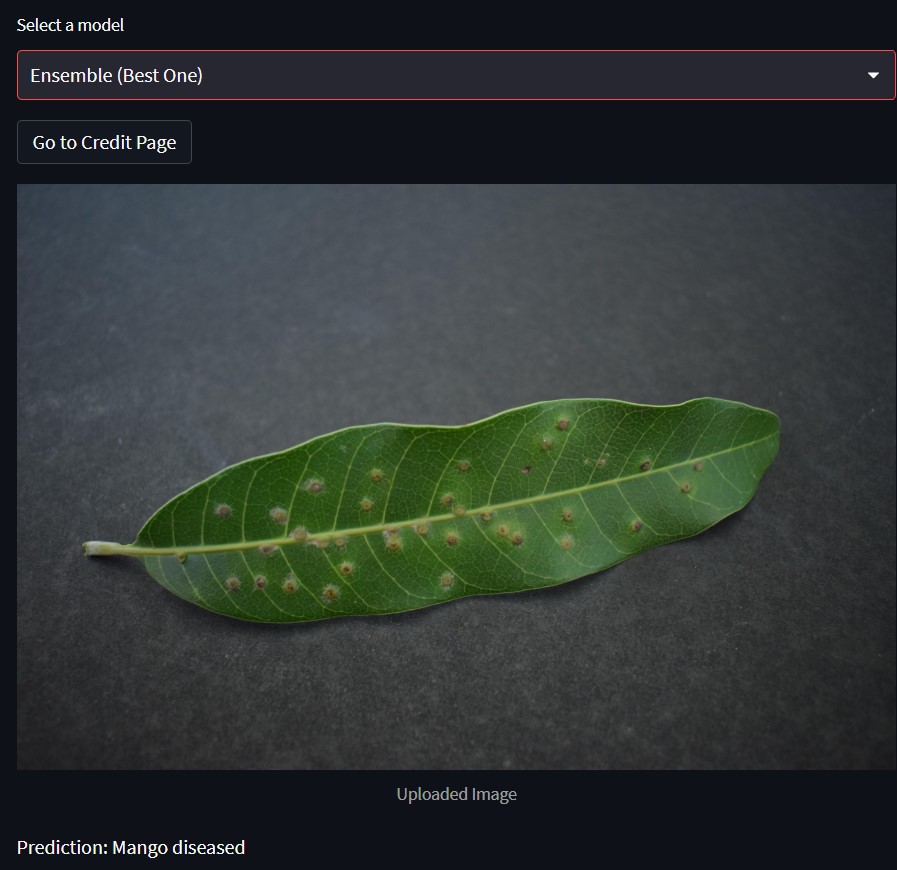 Select a model
Ensemble (Best One)
Go to Credit Page
Uploaded Image
Prediction: Mango diseased